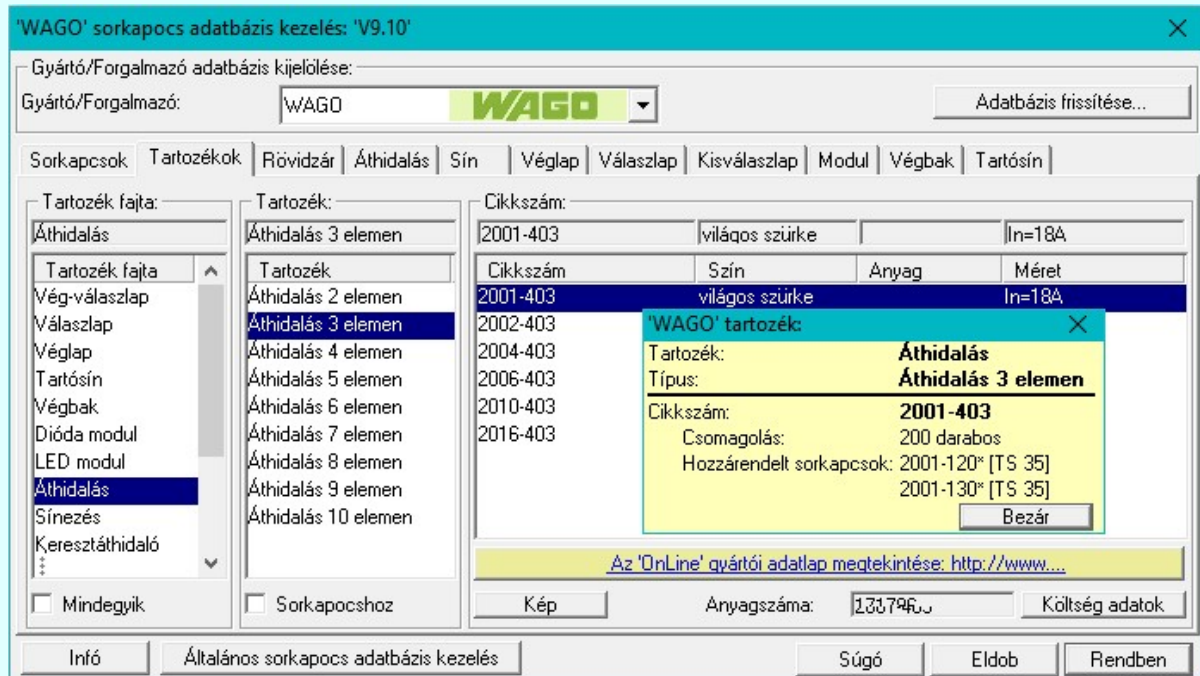 'WAGO' sorkapocs adatbázis kezelés: 'V9.10'
Gyártó/Forgalmazó adatbázis kijelölése:
Gyártó/Forgalmazó: WAGO WAGO Adatbázis frissítése...
Sorkapcsok Tartozékok Rövidzár Áthidalás Sín Véglap Válaszlap Kisválaszlap Modul Végbak Tartósín
Tartozék fajta:
Áthidalás
Tartozék fajta
Vég-válaszlap
Válaszlap
Véglap
Tartósín
Végbak
Dióda modul
LED modul
Áthidalás
Sínezés
Keresztáthidaló
Mindegyik
Tartozék:
Áthidalás 3 elemen
Tartozék
Áthidalás 2 elemen
Áthidalás 3 elemen
Áthidalás 4 elemen
Áthidalás 5 elemen
Áthidalás 6 elemen
Áthidalás 7 elemen
Áthidalás 8 elemen
Áthidalás 9 elemen
Áthidalás 10 elemen
Sorkapocshoz
Cikkszám:
2001-403 világos szürke In=18A
Cikkszám Szín Anyag Méret
2001-403 világos szürke In=18A
2002-403
2004-403
2006-403
2010-403
2016-403
'WAGO' tartozék:
Tartozék: Áthidalás
Típus: Áthidalás 3 elemen
Cikkszám: 2001-403
Csomagolás: 200 darabos
Hozzárendelt sorkapcsok: 2001-120* [TS 35]
2001-130* [TS 35]
Bezár
Az 'OnLine' gyártói adatlap megtekintése: http://www....
Kép Anyagszáma: Költség adatok
Infó Általános sorkapocs adatbázis kezelés Súgó Eldob Rendben